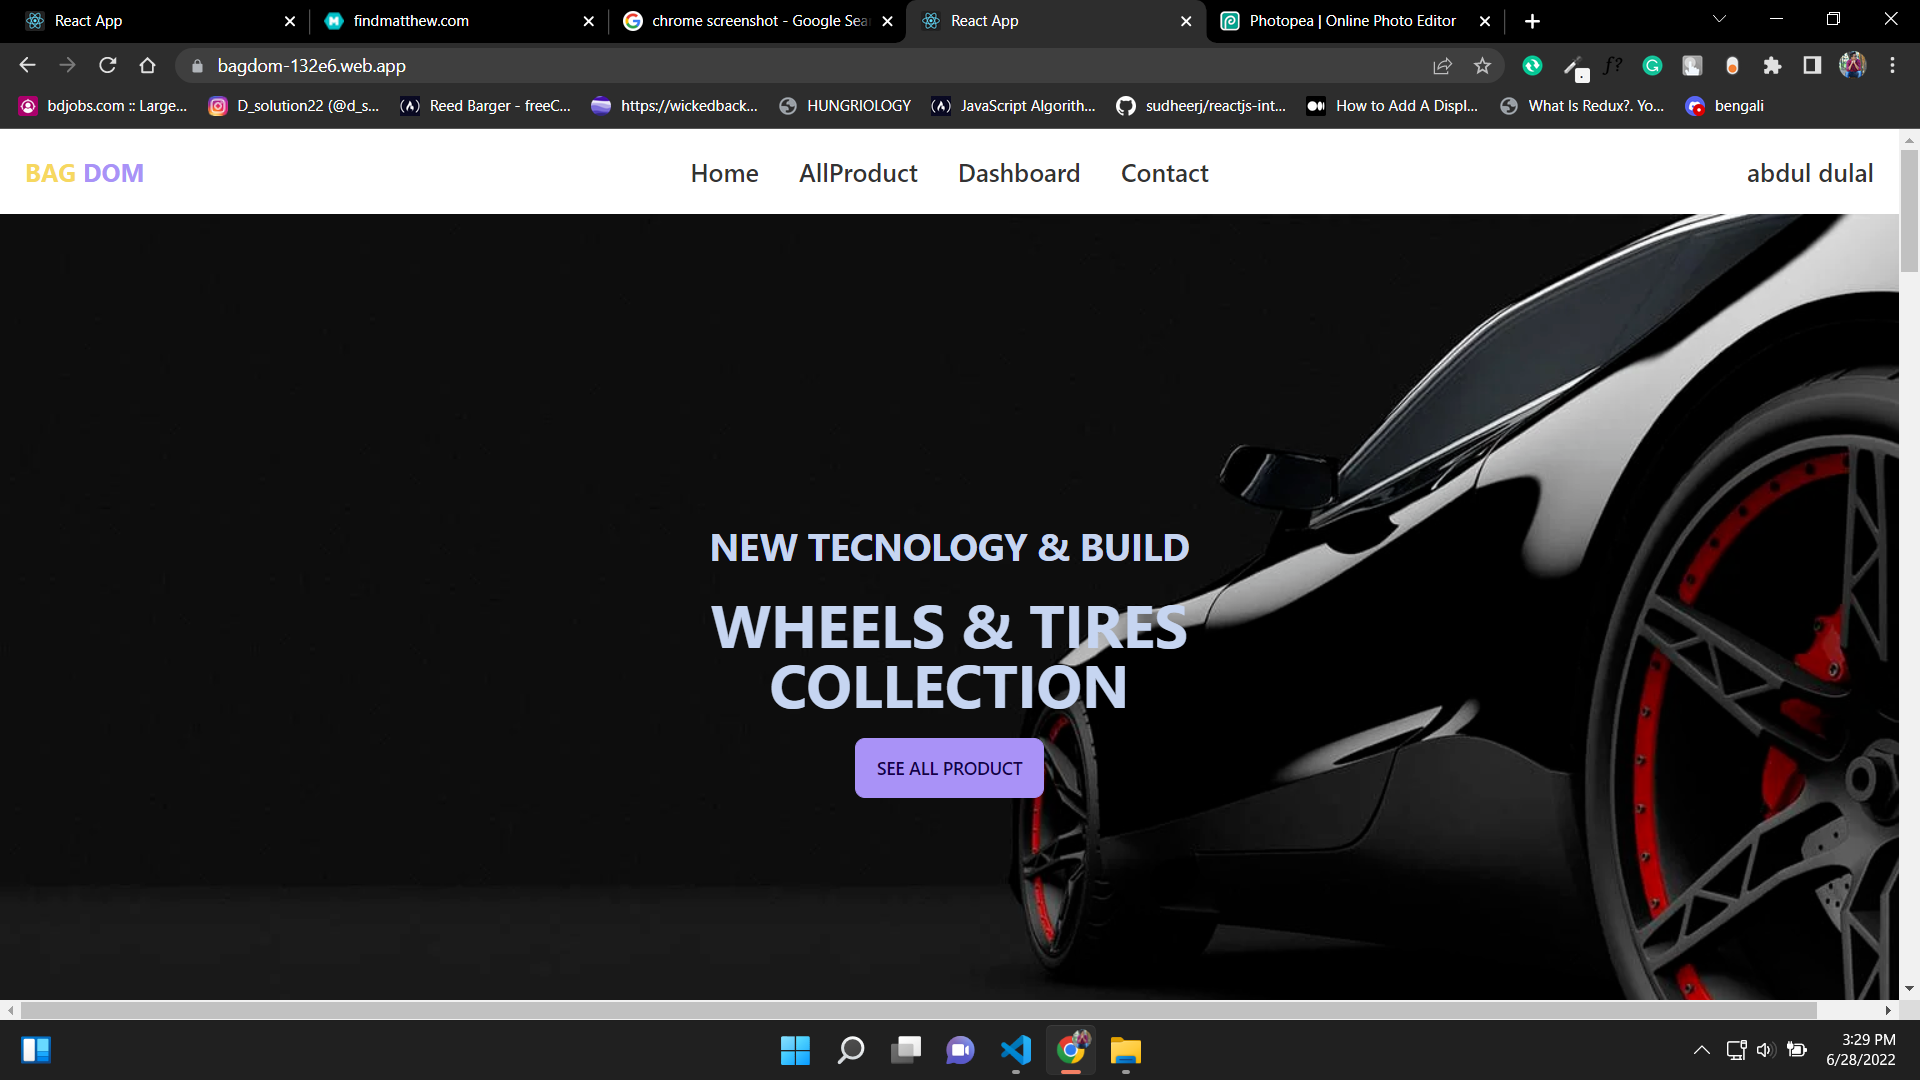 React App
findmatthew.com
chrome screenshot - Google Sea
React App
Photopea | Online Photo Editor
bagdom-132e6.web.app
f?
bdjobs.com :: Large...
D_solution22 (@d_s...
Reed Barger - freeC...
https://wickedback...
HUNGRIOLOGY
JavaScript Algorith...
sudheerj/reactjs-int...
How to Add A Displ...
What Is Redux?. Yo...
bengali
BAG DOM
Home
AllProduct
Dashboard
Contact
abdul dulal
NEW TECNOLOGY & BUILD
WHEELS & TIRES
COLLECTION
SEE ALL PRODUCT
3:29 PM
6/28/2022